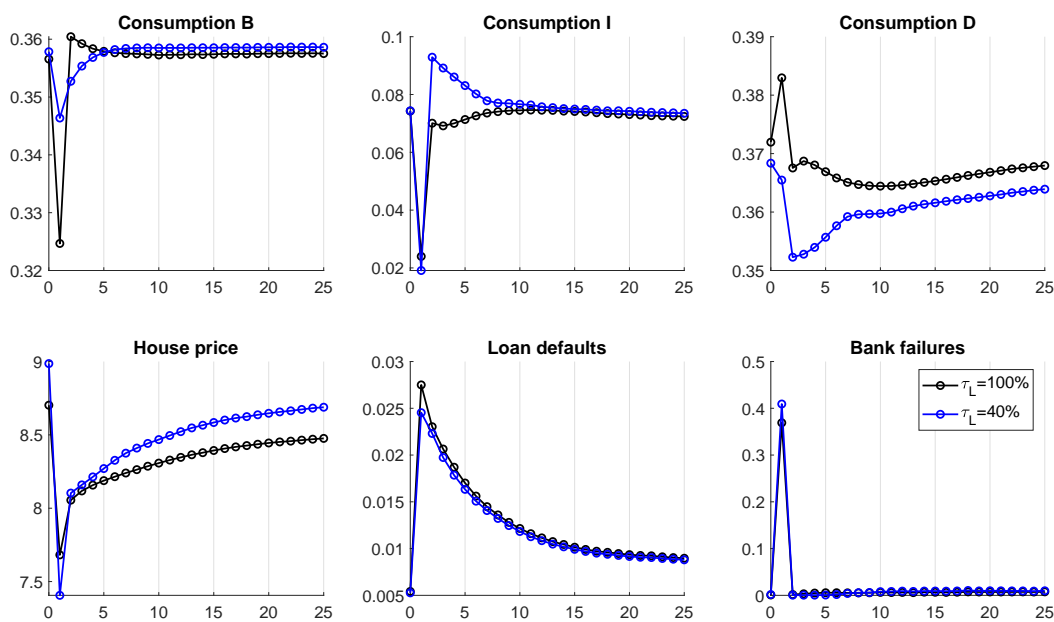 Consumption B
0.36
0.35
0.34
0.33
0.32
0 5 10 15 20 25
Consumption I
0.1
0.08
0.06
0.04
0.02
0 5 10 15 20 25
Consumption D
0.39
0.38
0.37
0.36
0.35
0 5 10 15 20 25
House price
9
8.5
8
7.5
0 5 10 15 20 25
Loan defaults
0.03
0.025
0.02
0.015
0.01
0.005
0 5 10 15 20 25
Bank failures
0.5
0.4
0.3
0.2
0.1
0
0 5 10 15 20 25
τ_L=100%
τ_L=40%